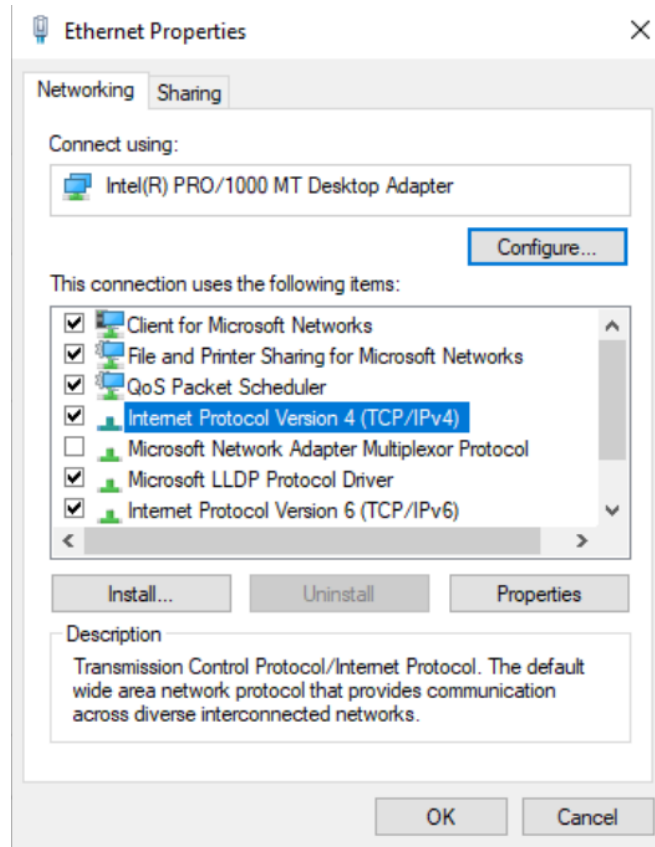 Ethernet Properties
Networking
Sharing
Connect using:
Intel(R) PRO/1000 MT Desktop Adapter
Configure...
This connection uses the following items:
Client for Microsoft Networks
File and Printer Sharing for Microsoft Networks
QoS Packet Scheduler
Internet Protocol Version 4 (TCP/IPv4)
Microsoft Network Adapter Multiplexor Protocol
Microsoft LLDP Protocol Driver
Internet Protocol Version 6 (TCP/IPv6)
Install...
Uninstall
Properties
Description
Transmission Control Protocol/Internet Protocol. The default
wide area network protocol that provides communication
across diverse interconnected networks.
OK
Cancel